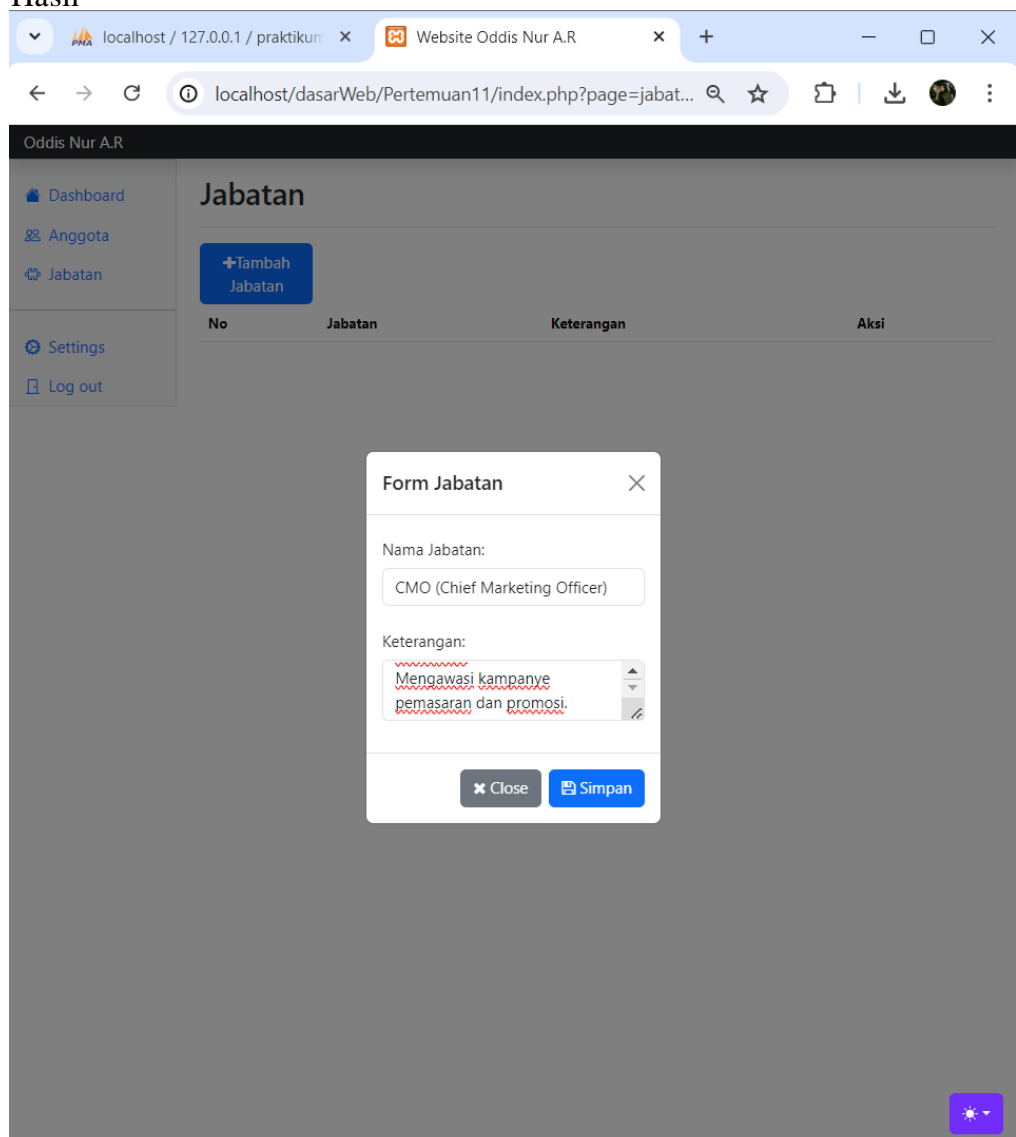 Hasil
PMA localhost / 127.0.0.1 / praktikum
Website Oddis Nur A.R
localhost/dasarWeb/Pertemuan11/index.php?page=jabat...
Oddis Nur A.R
Dashboard
Anggota
Jabatan
Settings
Log out
Jabatan
+Tambah
Jabatan
No Jabatan Keterangan Aksi
Form Jabatan
Nama Jabatan:
CMO (Chief Marketing Officer)
Keterangan:
Mengawasi kampanye
pemasaran dan promosi.
Close Simpan